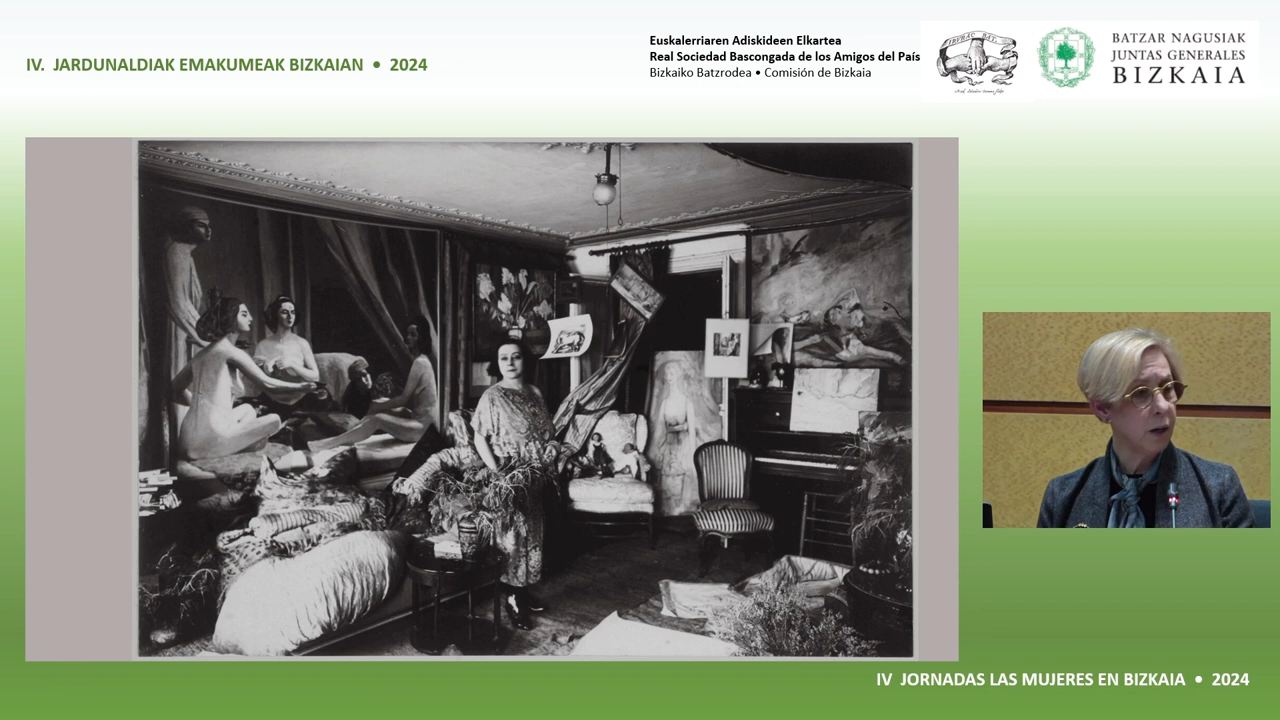 IV. JARDUNALDIAK EMAKUMEAK BIZKAIAN • 2024
Euskalerriaren Adiskideen Elkartea
Real Sociedad Bascongada de los Amigos del País
Bizkaiko Batzrodea • Comisión de Bizkaia
BATZAR NAGUSIAK
JUNTAS GENERALES
BIZKAIA
IV JORNADAS LAS MUJERES EN BIZKAIA • 2024